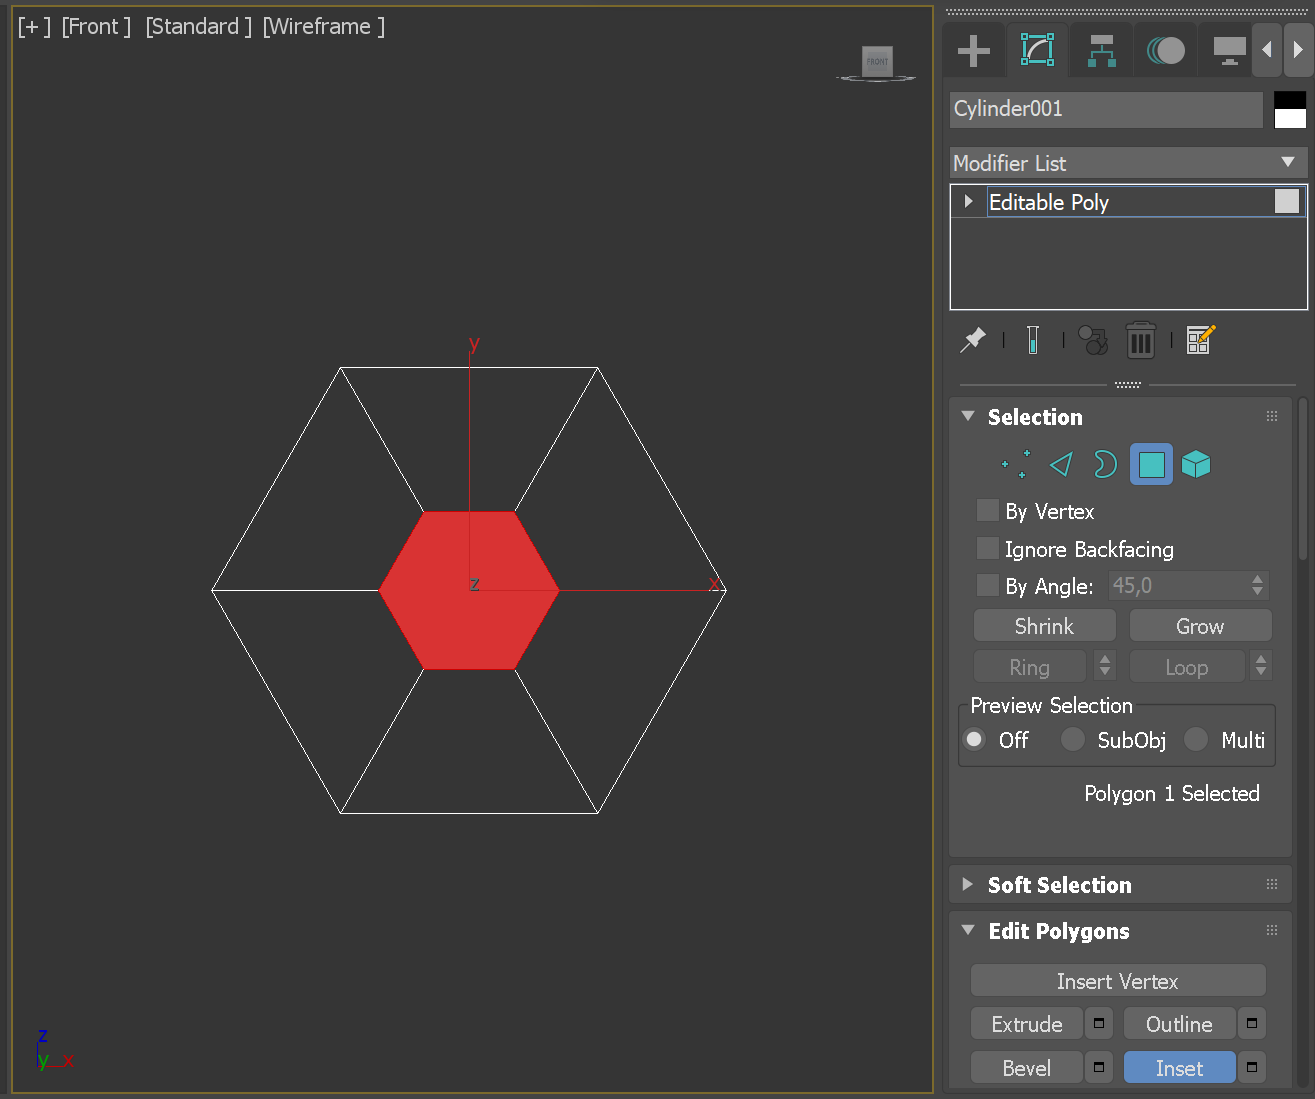 [+] [Front] [Standard] [Wireframe]
FRONT
y
z
x
z
y x
Cylinder001
Modifier List
Editable Poly
Selection
By Vertex
Ignore Backfacing
By Angle: 45,0
Shrink Grow
Ring Loop
Preview Selection
Off SubObj Multi
Polygon 1 Selected
Soft Selection
Edit Polygons
Insert Vertex
Extrude Outline
Bevel Inset